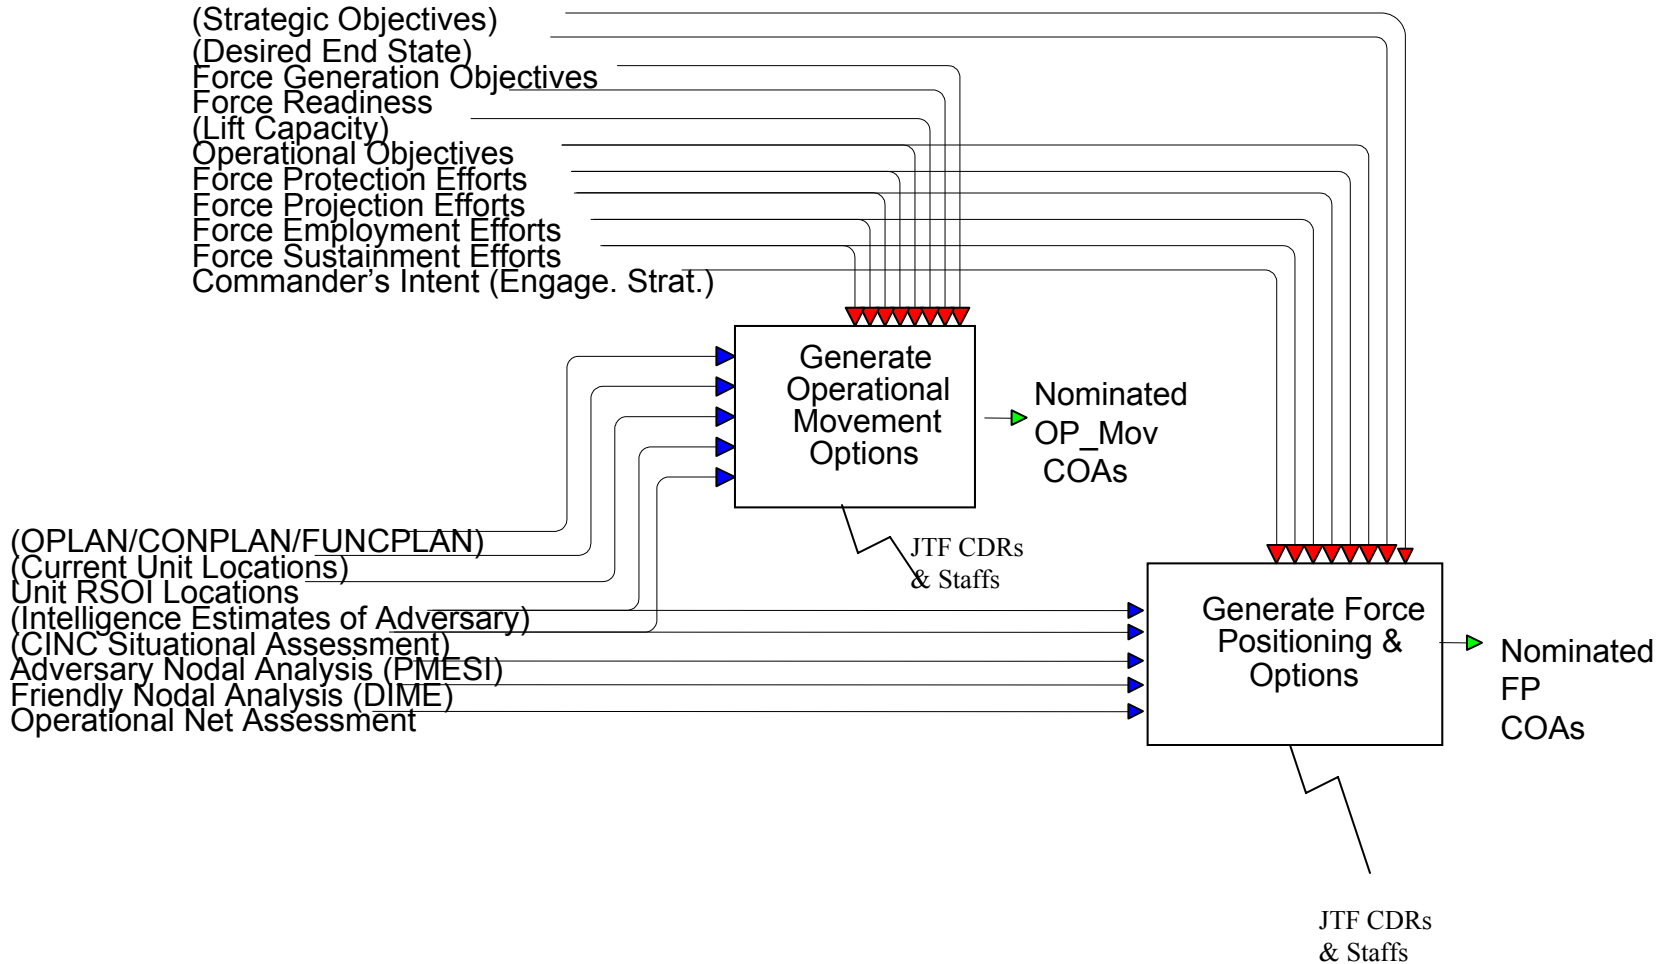 (Strategic Objectives)
(Desired End State)
Force Generation Objectives
Force Readiness
(Lift Capacity)
Operational Objectives
Force Protection Efforts
Force Projection Efforts
Force Employment Efforts
Force Sustainment Efforts
Commander’s Intent (Engage. Strat.)
Generate
Operational
Movement
Options
Nominated
OP_Mov
COAs
JTF CDRs
& Staffs
(OPLAN/CONPLAN/FUNCPLAN)
(Current Unit Locations)
Unit RSOI Locations
(Intelligence Estimates of Adversary)
(CINC Situational Assessment)
Adversary Nodal Analysis (PMESI)
Friendly Nodal Analysis (DIME)
Operational Net Assessment
Generate Force
Positioning &
Options
Nominated
FP
COAs
JTF CDRs
& Staffs